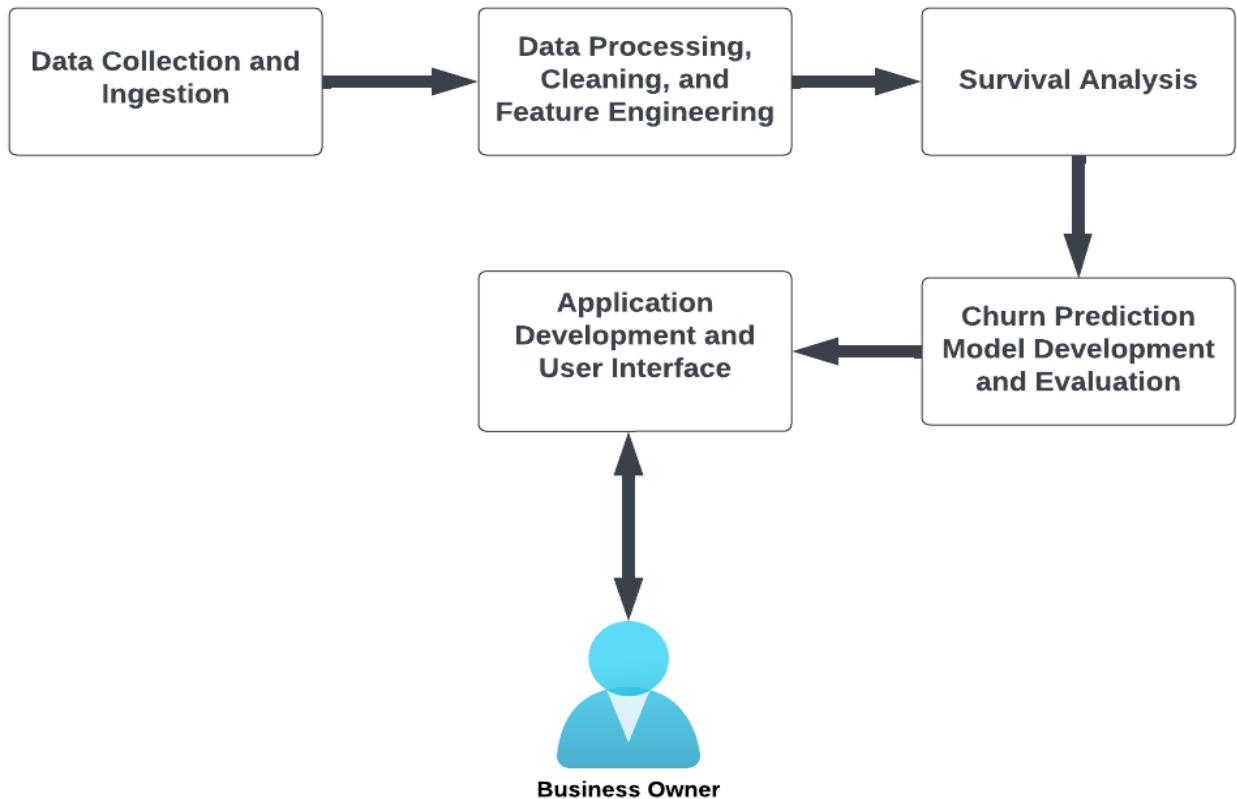 Data Collection and
Ingestion
Data Processing,
Cleaning, and
Feature Engineering
Survival Analysis
Churn Prediction
Model Development
and Evaluation
Application
Development and
User Interface
Business Owner